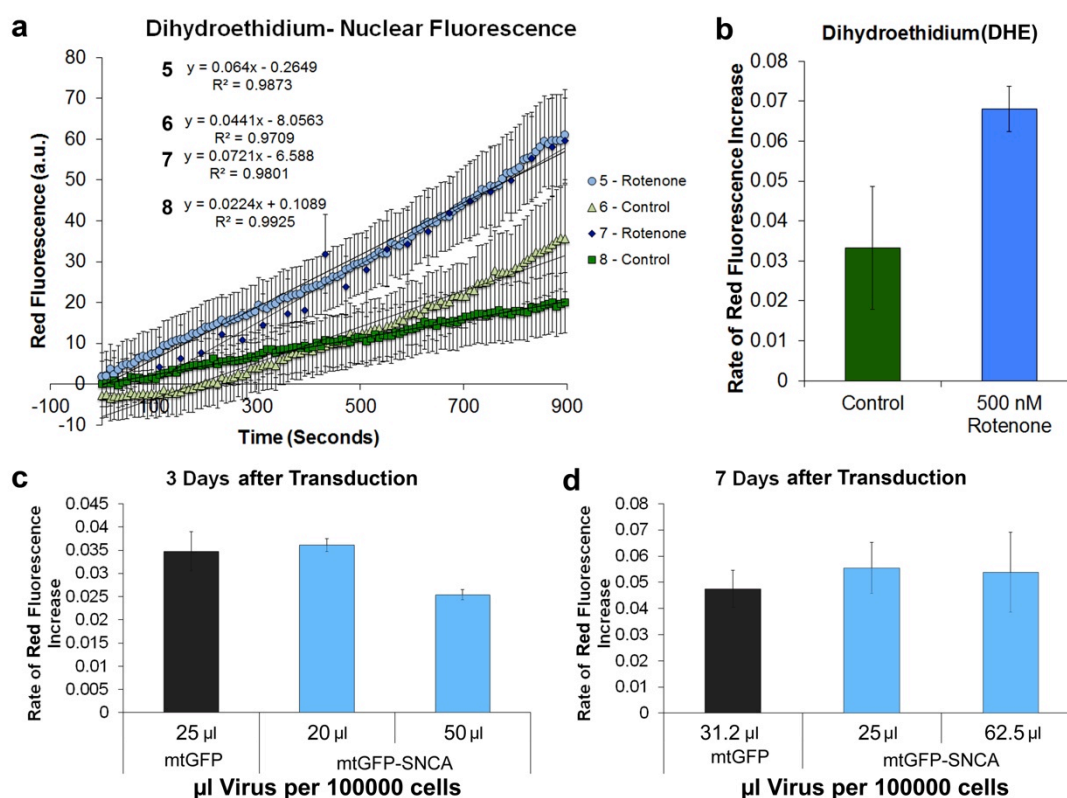 a
Dihydroethidium- Nuclear Fluorescence
Red Fluorescence (a.u.)
80
70
60
50
40
30
20
10
0
-10
5 y = 0.064x - 0.2649
R² = 0.9873
6 y = 0.0441x - 8.0563
R² = 0.9709
7 y = 0.0721x - 6.588
R² = 0.9801
8 y = 0.0224x + 0.1089
R² = 0.9925
5 - Rotenone
6 - Control
7 - Rotenone
8 - Control
-100 100 300 500 700 900
Time (Seconds)
b
Dihydroethidium(DHE)
Rate of Red Fluorescence Increase
0.08
0.07
0.06
0.05
0.04
0.03
0.02
0.01
0
Control
500 nM
Rotenone
c
3 Days after Transduction
Rate of Red Fluorescence
Increase
0.045
0.04
0.035
0.03
0.025
0.02
0.015
0.01
0.005
0
25 µl 20 µl 50 µl
mtGFP mtGFP-SNCA
µl Virus per 100000 cells
d
7 Days after Transduction
Rate of Red Fluorescence
Increase
0.08
0.07
0.06
0.05
0.04
0.03
0.02
0.01
0
31.2 µl 25 µl 62.5 µl
mtGFP mtGFP-SNCA
µl Virus per 100000 cells